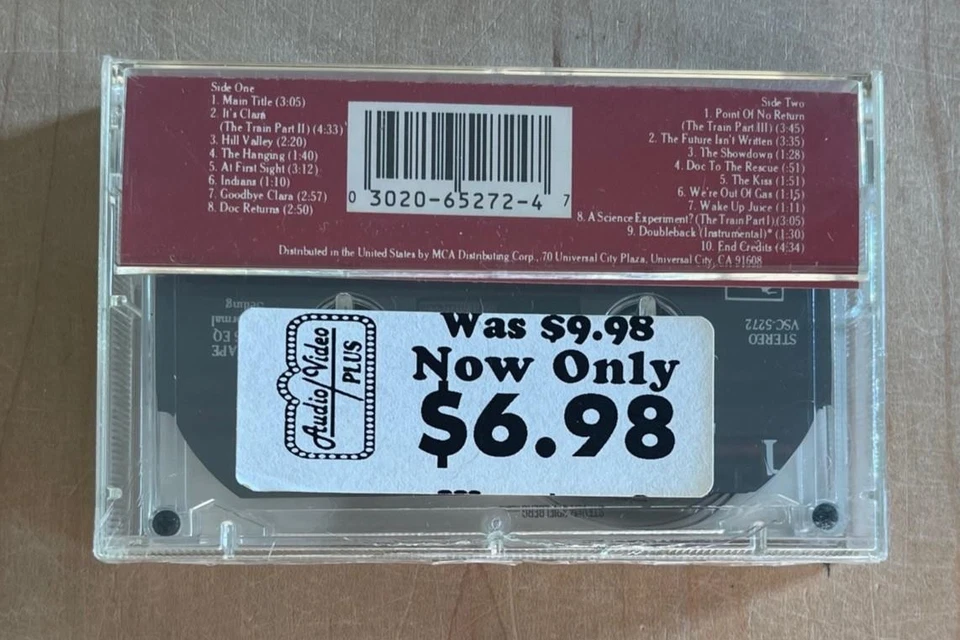 Side One
1. Main Title (3:05)
2. It's Clara
(The Train Part II) (4:33)
3. Hill Valley (2:20)
4. The Hanging (1:40)
5. At First Sight (3:12)
6. Indians (1:10)
7. Goodbye Clara (2:57)
8. Doc Returns (2:50)
0 3020-65272-4 7
Side Two
1. Point Of No Return
(The Train Part III) (3:45)
2. The Future Isn't Written (3:35)
3. The Showdown (1:28)
4. Doc To The Rescue (:51)
5. The Kiss (1:51)
6. We're Out Of Gas (1:15)
7. Wake Up Juice (1:11)
8. A Science Experiment? (The Train Part I) (3:05)
9. Doubleback (Instrumental)* (1:30)
10. End Credits (4:34)
Distributed in the United States by MCA Distributing Corp., 70 Universal City Plaza, Universal City, CA 91608
STEREO
VSC-5272
EQ
Setting
Audio/Video
PLUS
Was $9.98
Now Only
$6.98
1
STEVEN SPIELBERG